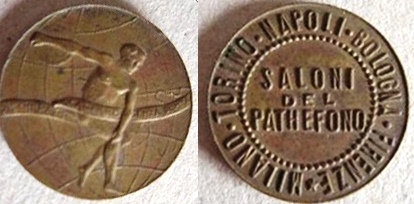 TORINO · NAPOLI · BOLOGNA · FIRENZE · MILANO ·
SALONI
DEL
PATHEFONO